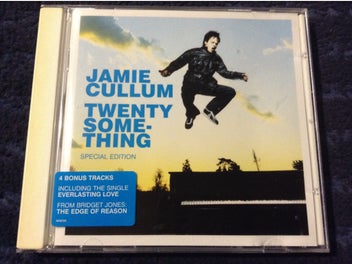 JAMIE
CULLUM
TWENTY
SOME-
THING
SPECIAL EDITION
4 BONUS TRACKS
INCLUDING THE SINGLE
EVERLASTING LOVE
FROM BRIDGET JONES:
THE EDGE OF REASON